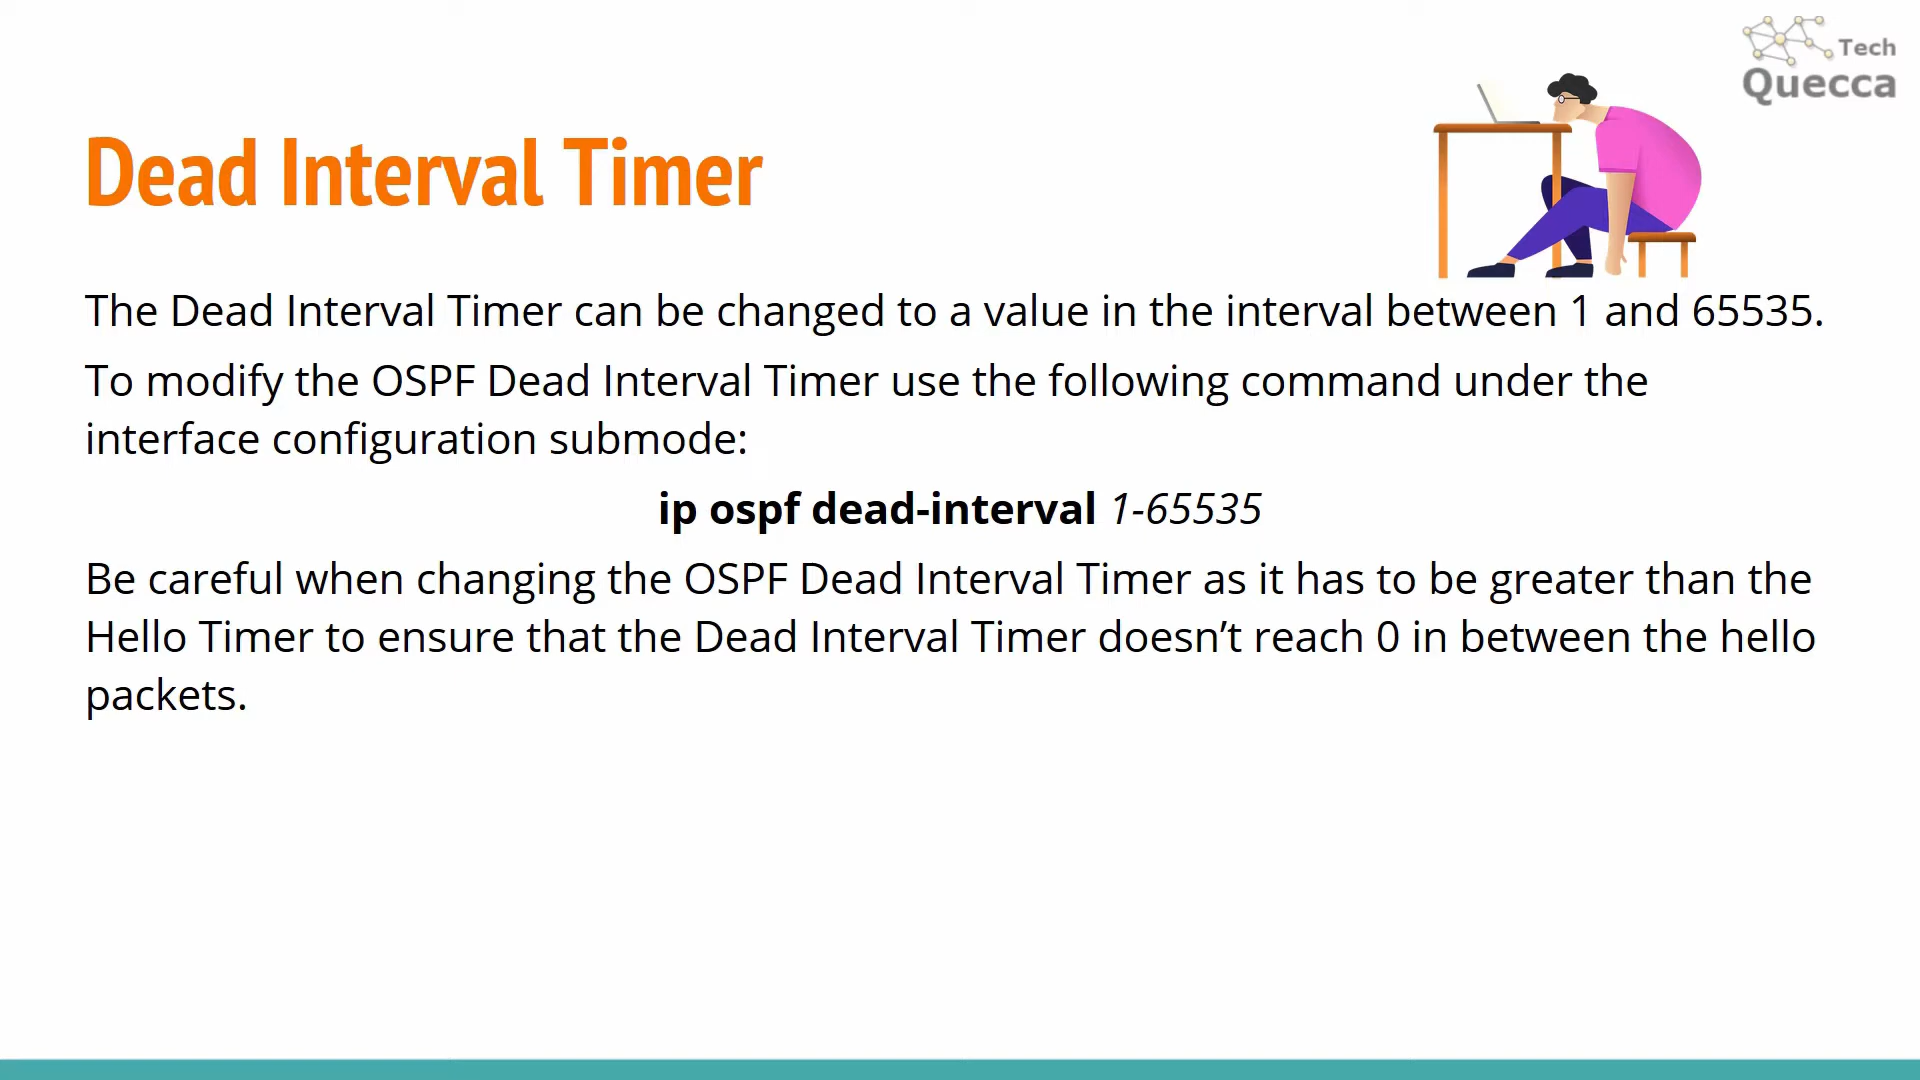 Tech
Quecca
Dead Interval Timer
The Dead Interval Timer can be changed to a value in the interval between 1 and 65535.
To modify the OSPF Dead Interval Timer use the following command under the
interface configuration submode:
ip ospf dead-interval 1-65535
Be careful when changing the OSPF Dead Interval Timer as it has to be greater than the
Hello Timer to ensure that the Dead Interval Timer doesn’t reach 0 in between the hello
packets.